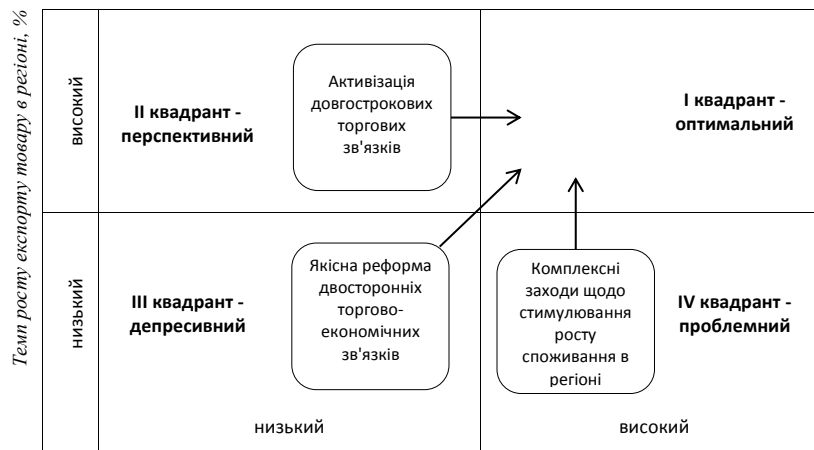 Темп росту експорту товару в регіоні, %
високий
II квадрант -
перспективний
Активізація
довгострокових
торгових
зв'язків
I квадрант -
оптимальний
низький
III квадрант -
депресивний
Якісна реформа
двосторонніх
торгово-
економічних
зв'язків
Комплексні
заходи щодо
стимулювання
росту
споживання в
регіоні
IV квадрант -
проблемний
низький
високий